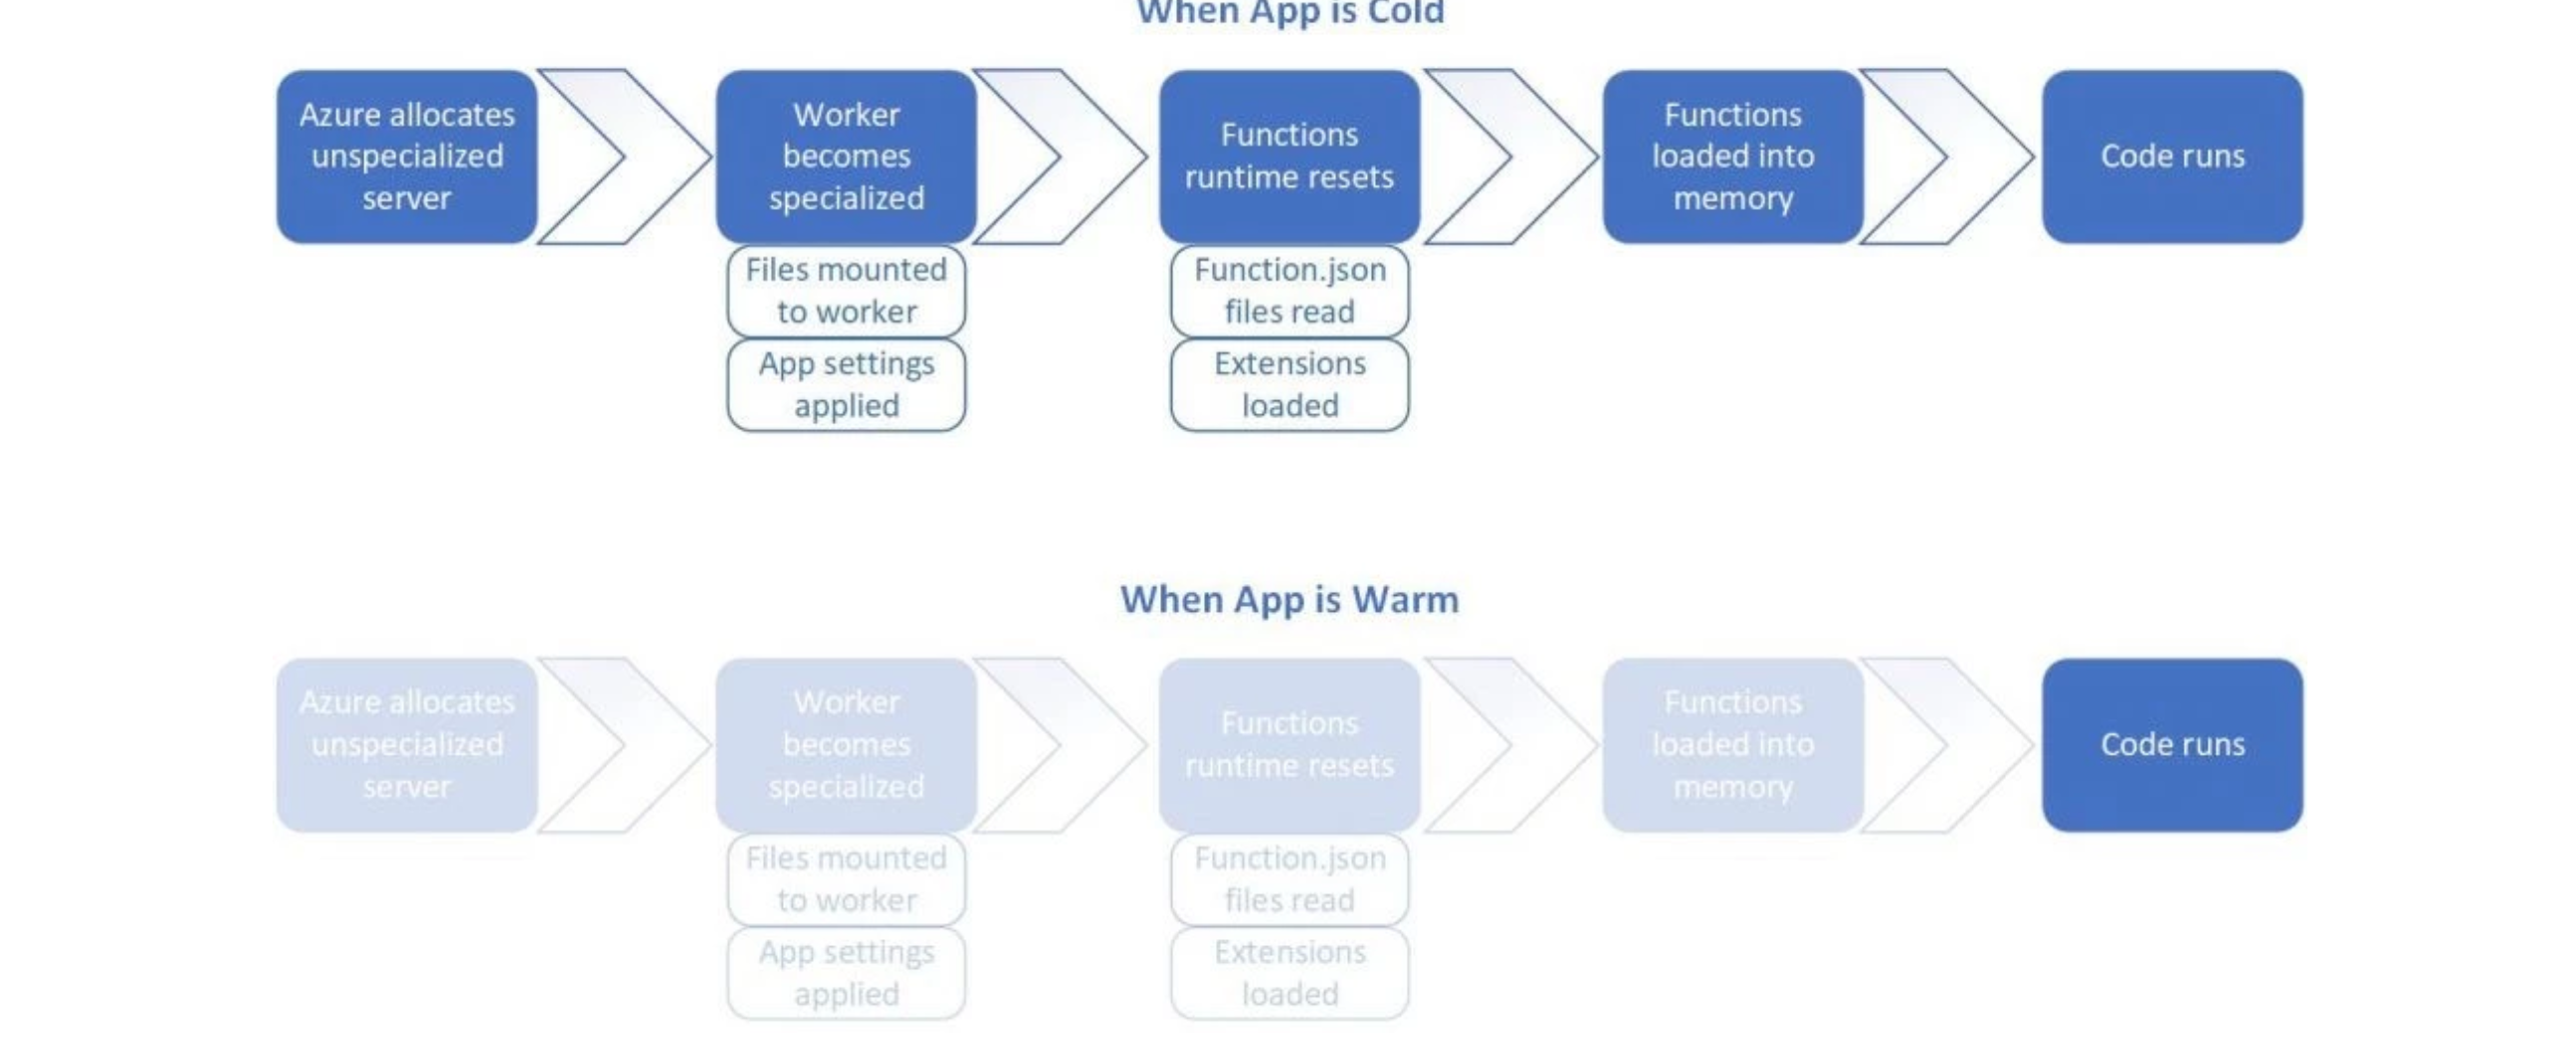 When App is Cold
Azure allocates
unspecialized
server
Worker
becomes
specialized
Functions
runtime resets
Functions
loaded into
memory
Code runs
Files mounted
to worker
App settings
applied
Function.json
files read
Extensions
loaded
When App is Warm
Azure allocates
unspecialized
server
Worker
becomes
specialized
Functions
runtime resets
Functions
loaded into
memory
Code runs
Files mounted
to worker
App settings
applied
Function.json
files read
Extensions
loaded